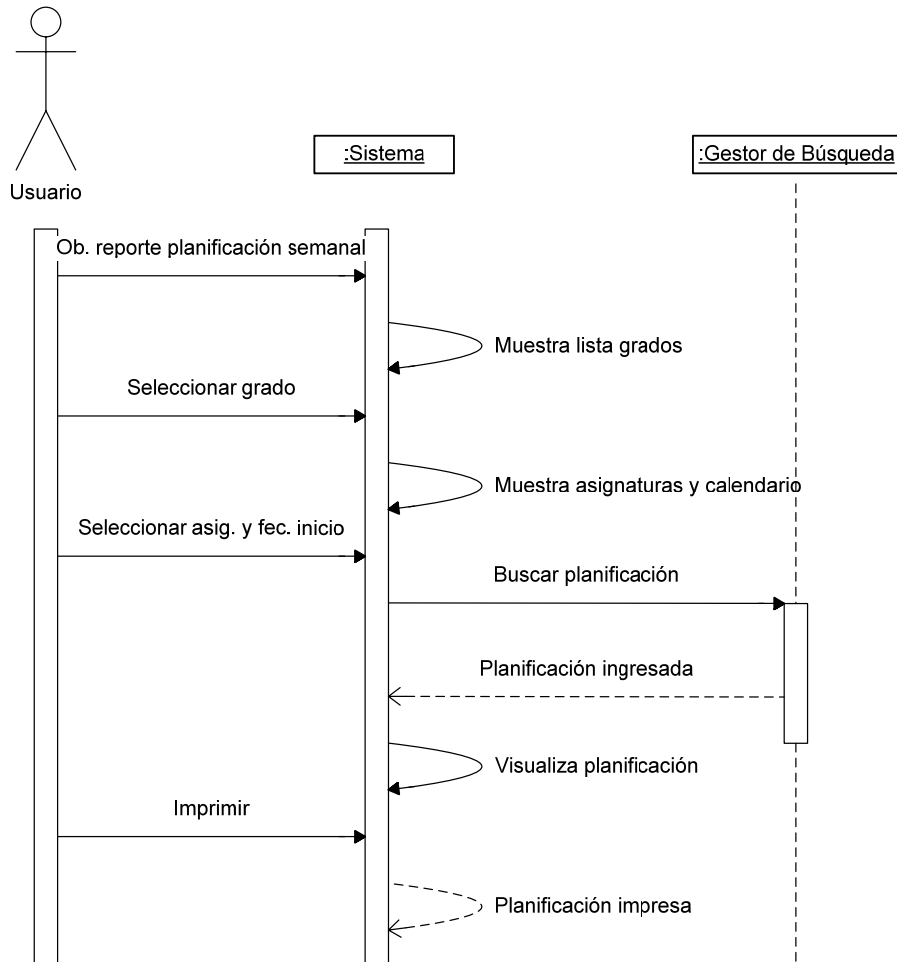 Usuario
:Sistema
:Gestor de Búsqueda
Ob. reporte planificación semanal
Muestra lista grados
Seleccionar grado
Muestra asignaturas y calendario
Seleccionar asig. y fec. inicio
Buscar planificación
Planificación ingresada
Visualiza planificación
Imprimir
Planificación impresa